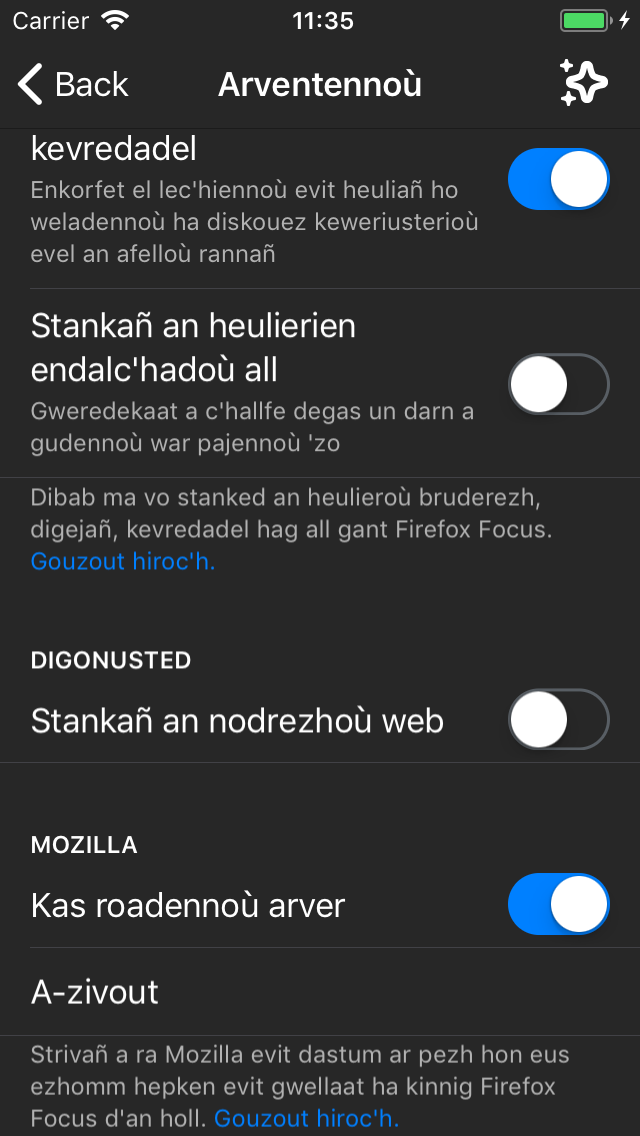 Carrier 11:35
Back Arventennoù
kevredadel
Enkorfet el lec'hiennoù evit heuliañ ho
weladennoù ha diskouez keweriusterioù
evel an afelloù rannañ
Stankañ an heulierien
endalc'hadoù all
Gweredekaat a c'hallfe degas un darn a
gudennoù war pajennoù 'zo
Dibab ma vo stanked an heulieroù bruderezh,
digejañ, kevredadel hag all gant Firefox Focus.
Gouzout hiroc'h.
DIGONUSTED
Stankañ an nodrezhoù web
MOZILLA
Kas roadennoù arver
A-zivout
Strivañ a ra Mozilla evit dastum ar pezh hon eus
ezhomm hepken evit gwellaat ha kinnig Firefox
Focus d'an holl. Gouzout hiroc'h.